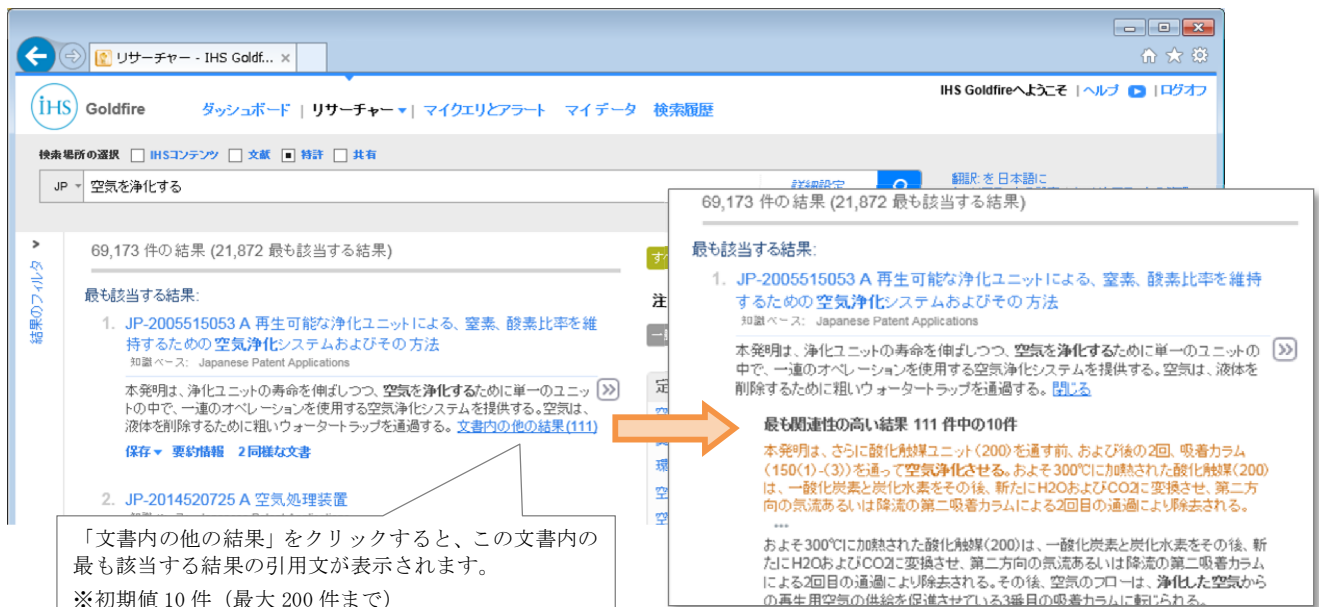 リサーチャー - IHS Goldf... ×
IHS Goldfireへようこそ | ヘルプ | ログオフ
iHS Goldfire ダッシュボード | リサーチャー | マイクエリとアラート マイデータ 検索履歴
検索場所の選択 IHSコンテンツ 文献 特許 共有
JP 空気を浄化する 詳細設定
翻訳: を 日本語に
69,173 件の結果 (21,872 最も該当する結果)
結果のフィルタ
最も該当する結果:
1. JP-2005515053 A 再生可能な浄化ユニットによる、窒素、酸素比率を維
持するための空気浄化システムおよびその方法
知識ベース: Japanese Patent Applications
本発明は、浄化ユニットの寿命を伸ばしつつ、空気を浄化するために単一のユニッ
トの中で、一連のオペレーションを使用する空気浄化システムを提供する。空気は、
液体を削除するために粗いウォータートラップを通過する。文書内の他の結果(111)
保存 要約情報 2同様な文書
2. JP-2014520725 A 空気処理装置
「文書内の他の結果」をクリックすると、この文書内の
最も該当する結果の引用文が表示されます。
※初期値 10 件（最大 200 件まで）
69,173 件の結果 (21,872 最も該当する結果)
最も該当する結果:
1. JP-2005515053 A 再生可能な浄化ユニットによる、窒素、酸素比率を維持
するための空気浄化システムおよびその方法
知識ベース: Japanese Patent Applications
本発明は、浄化ユニットの寿命を伸ばしつつ、空気を浄化するために単一のユニットの
中で、一連のオペレーションを使用する空気浄化システムを提供する。空気は、液体を
削除するために粗いウォータートラップを通過する。閉じる
最も関連性の高い結果 111 件中の10件
本発明は、さらに酸化触媒ユニット(200)を通す前、および後の2回、吸着カラム
(150(1)-(3))を通って空気浄化させる。およそ300℃に加熱された酸化触媒(200)
は、一酸化炭素と炭化水素をその後、新たにH2OおよびCO2に変換させ、第二方
向の気流あるいは降流の第二吸着カラムによる2回目の通過により除去される。
...
およそ300℃に加熱された酸化触媒(200)は、一酸化炭素と炭化水素をその後、新
たにH2OおよびCO2に変換させ、第二方向の気流あるいは降流の第二吸着カラム
による2回目の通過により除去される。その後、空気のフローは、浄化した空気から
の再生用空気の供給を促進させている3番目の吸着カラムに転じられる。